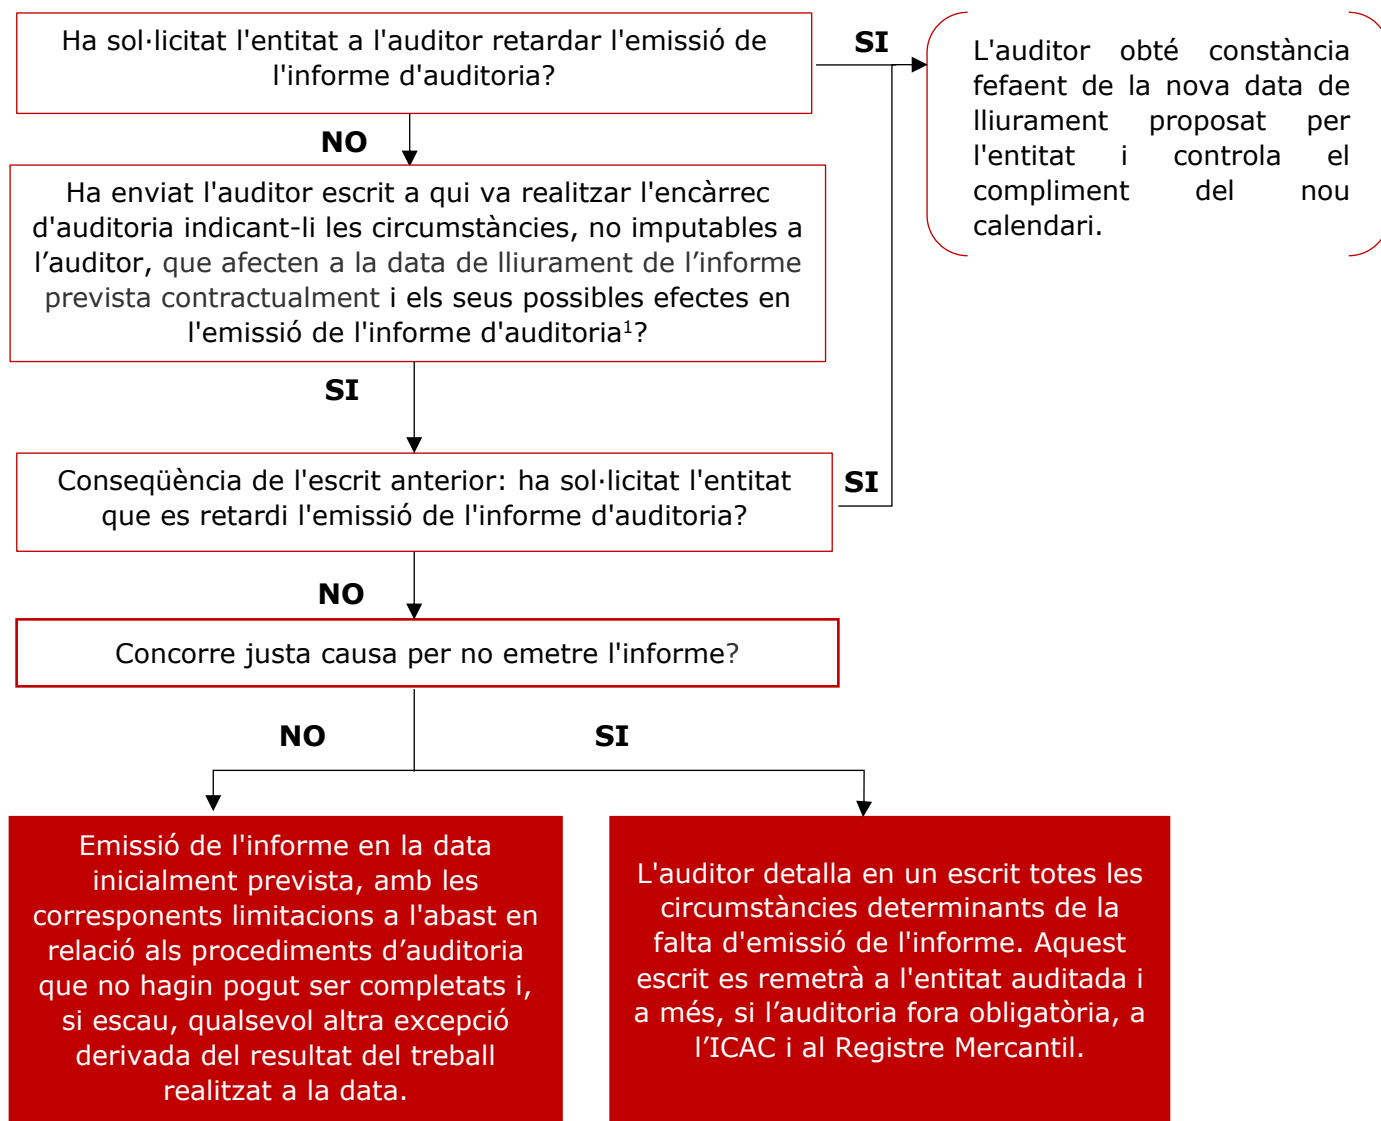 Ha sol·licitat l'entitat a l'auditor retardar l'emissió de
l'informe d'auditoria?
SI
L'auditor obté constància
fefaent de la nova data de
lliurament proposat per
l'entitat i controla el
compliment del nou
calendari.
NO
Ha enviat l'auditor escrit a qui va realitzar l'encàrrec
d'auditoria indicant-li les circumstàncies, no imputables a
l’auditor, que afecten a la data de lliurament de l’informe
prevista contractualment i els seus possibles efectes en
l'emissió de l'informe d'auditoria¹?
SI
Conseqüència de l'escrit anterior: ha sol·licitat l'entitat
que es retardi l'emissió de l'informe d'auditoria?
SI
NO
Concorre justa causa per no emetre l'informe?
NO
SI
Emissió de l'informe en la data
inicialment prevista, amb les
corresponents limitacions a l'abast en
relació als procediments d’auditoria
que no hagin pogut ser completats i,
si escau, qualsevol altra excepció
derivada del resultat del treball
realitzat a la data.
L'auditor detalla en un escrit totes les
circumstàncies determinants de la
falta d'emissió de l'informe. Aquest
escrit es remetrà a l'entitat auditada i
a més, si l’auditoria fora obligatòria, a
l’ICAC i al Registre Mercantil.